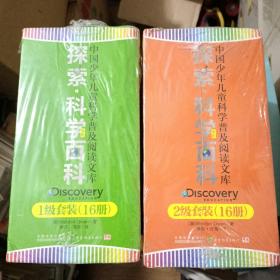 中国少年儿童科学普及阅读文库
探索·科学百科
Discovery
EDUCATION
1级套装(16册)
中国少年儿童科学普及阅读文库
探索·科学百科
Discovery
EDUCATION
2级套装(16册)